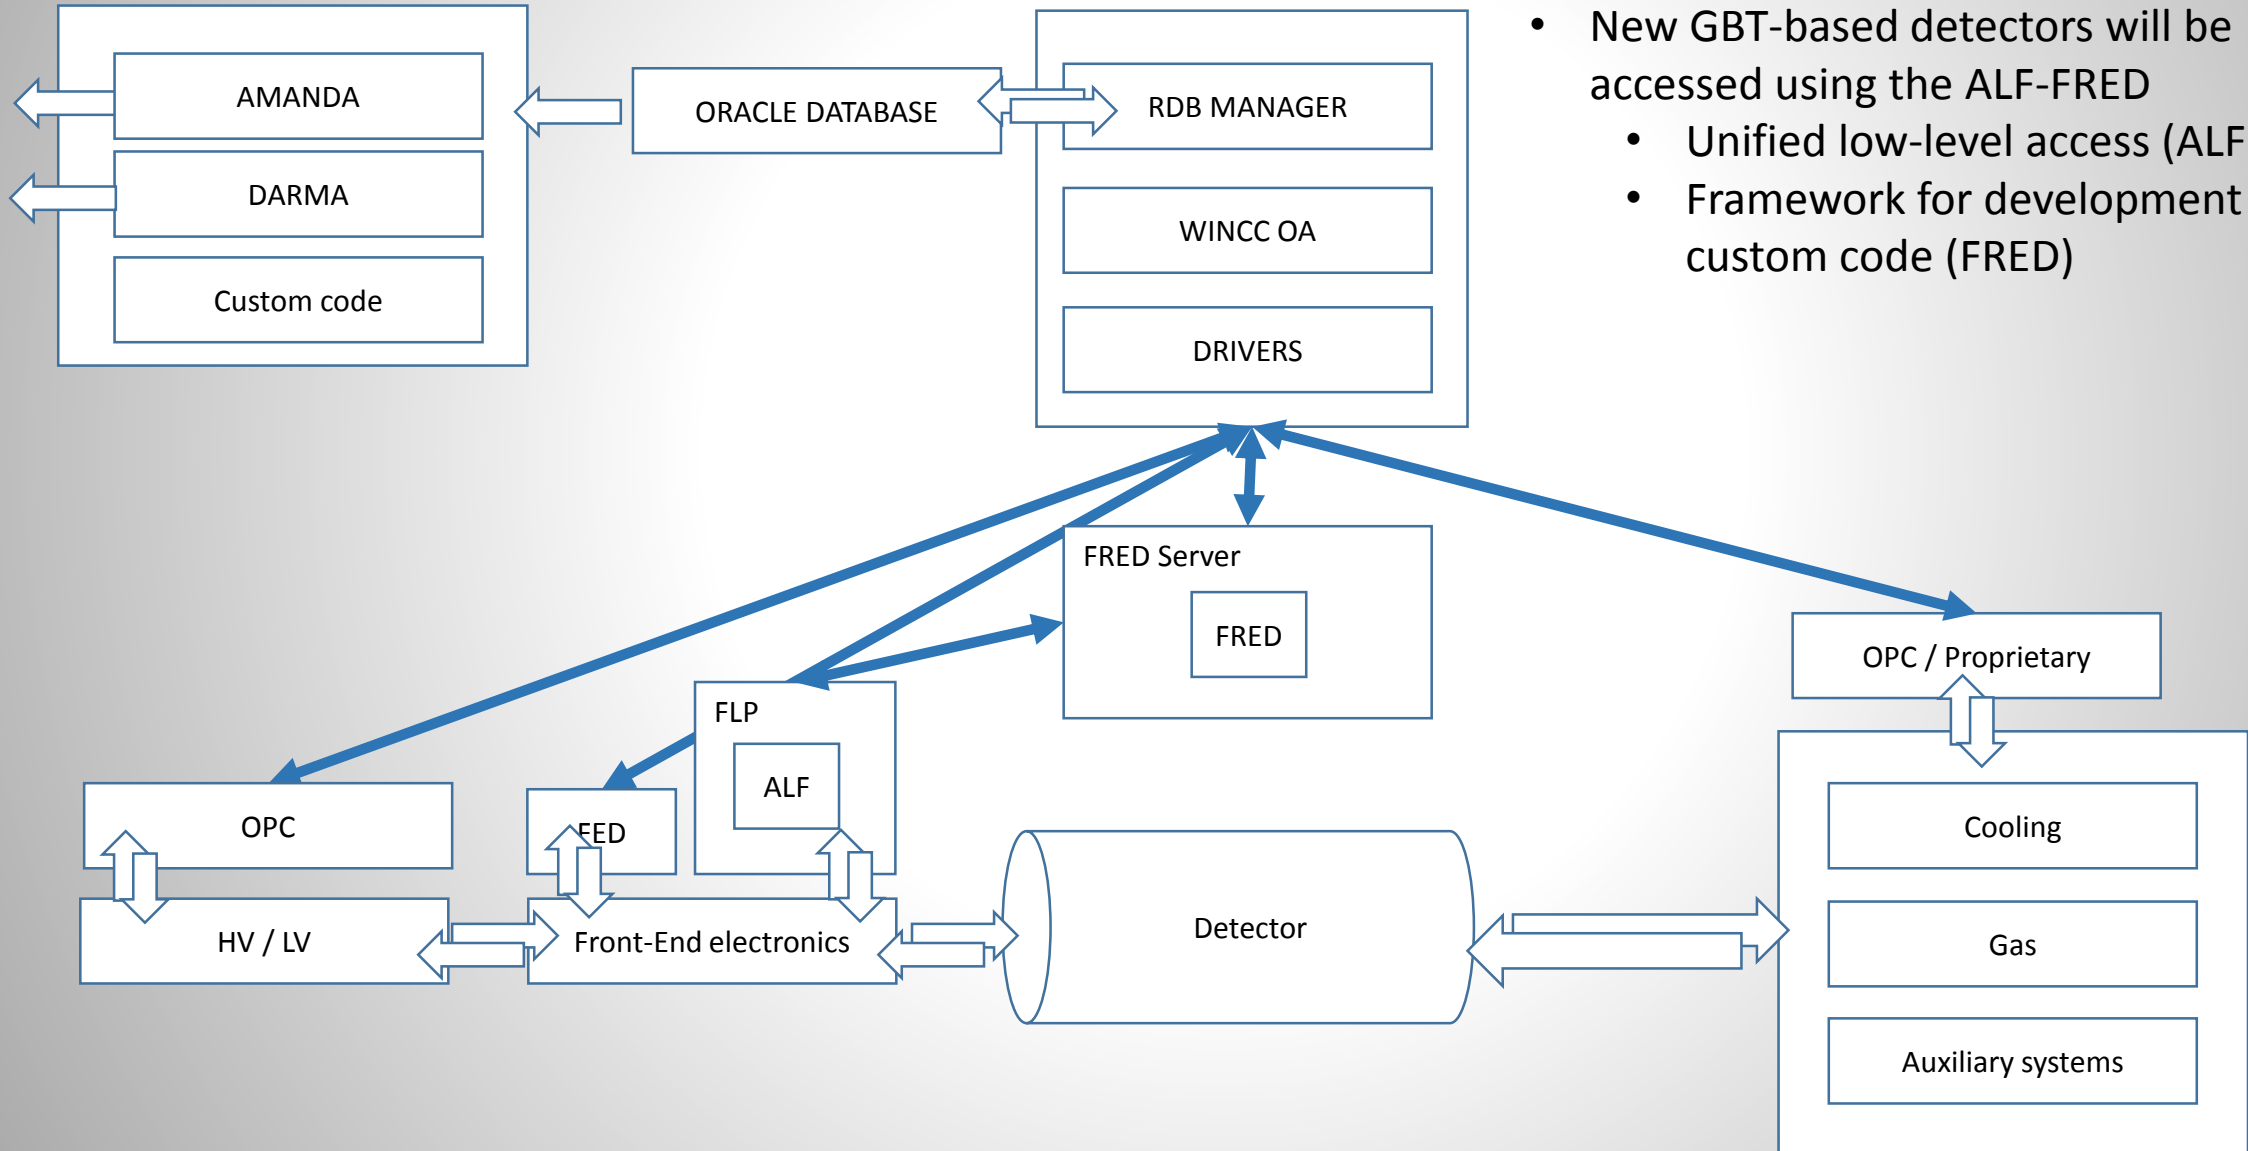 • New GBT-based detectors will be
accessed using the ALF-FRED
• Unified low-level access (ALF
• Framework for development
custom code (FRED)
AMANDA
DARMA
Custom code
ORACLE DATABASE
RDB MANAGER
WINCC OA
DRIVERS
FRED Server
FRED
OPC / Proprietary
FLP
ALF
OPC
FED
Cooling
HV / LV
Front-End electronics
Detector
Gas
Auxiliary systems